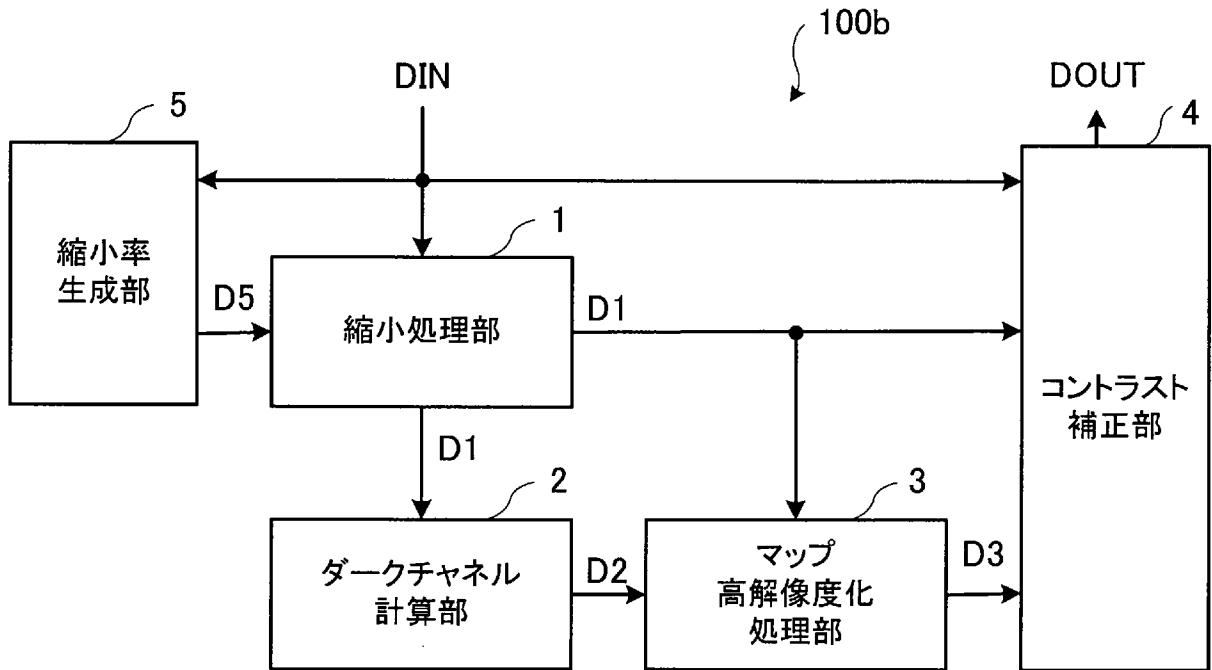 100b
DIN
DOUT
5
4
縮小率
生成部
1
D5
縮小処理部
D1
コントラスト
補正部
D1
2
3
ダークチャネル
計算部
D2
マップ
高解像度化
処理部
D3